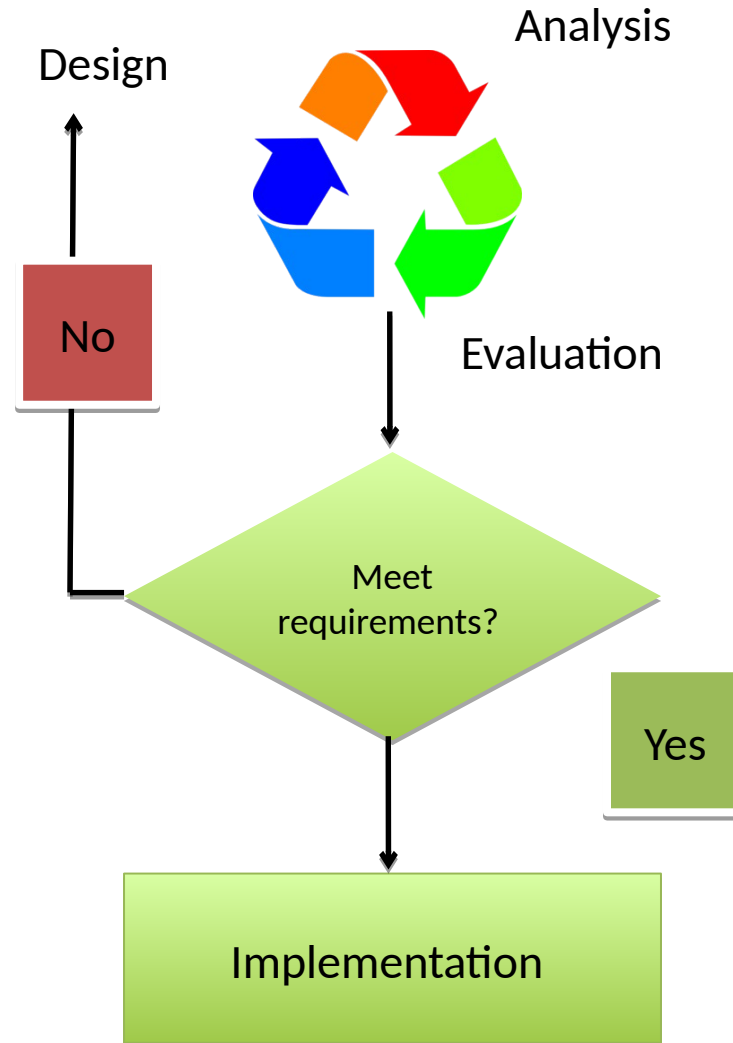 Analysis
Design
No
Evaluation
Meet
requirements?
Yes
Implementation